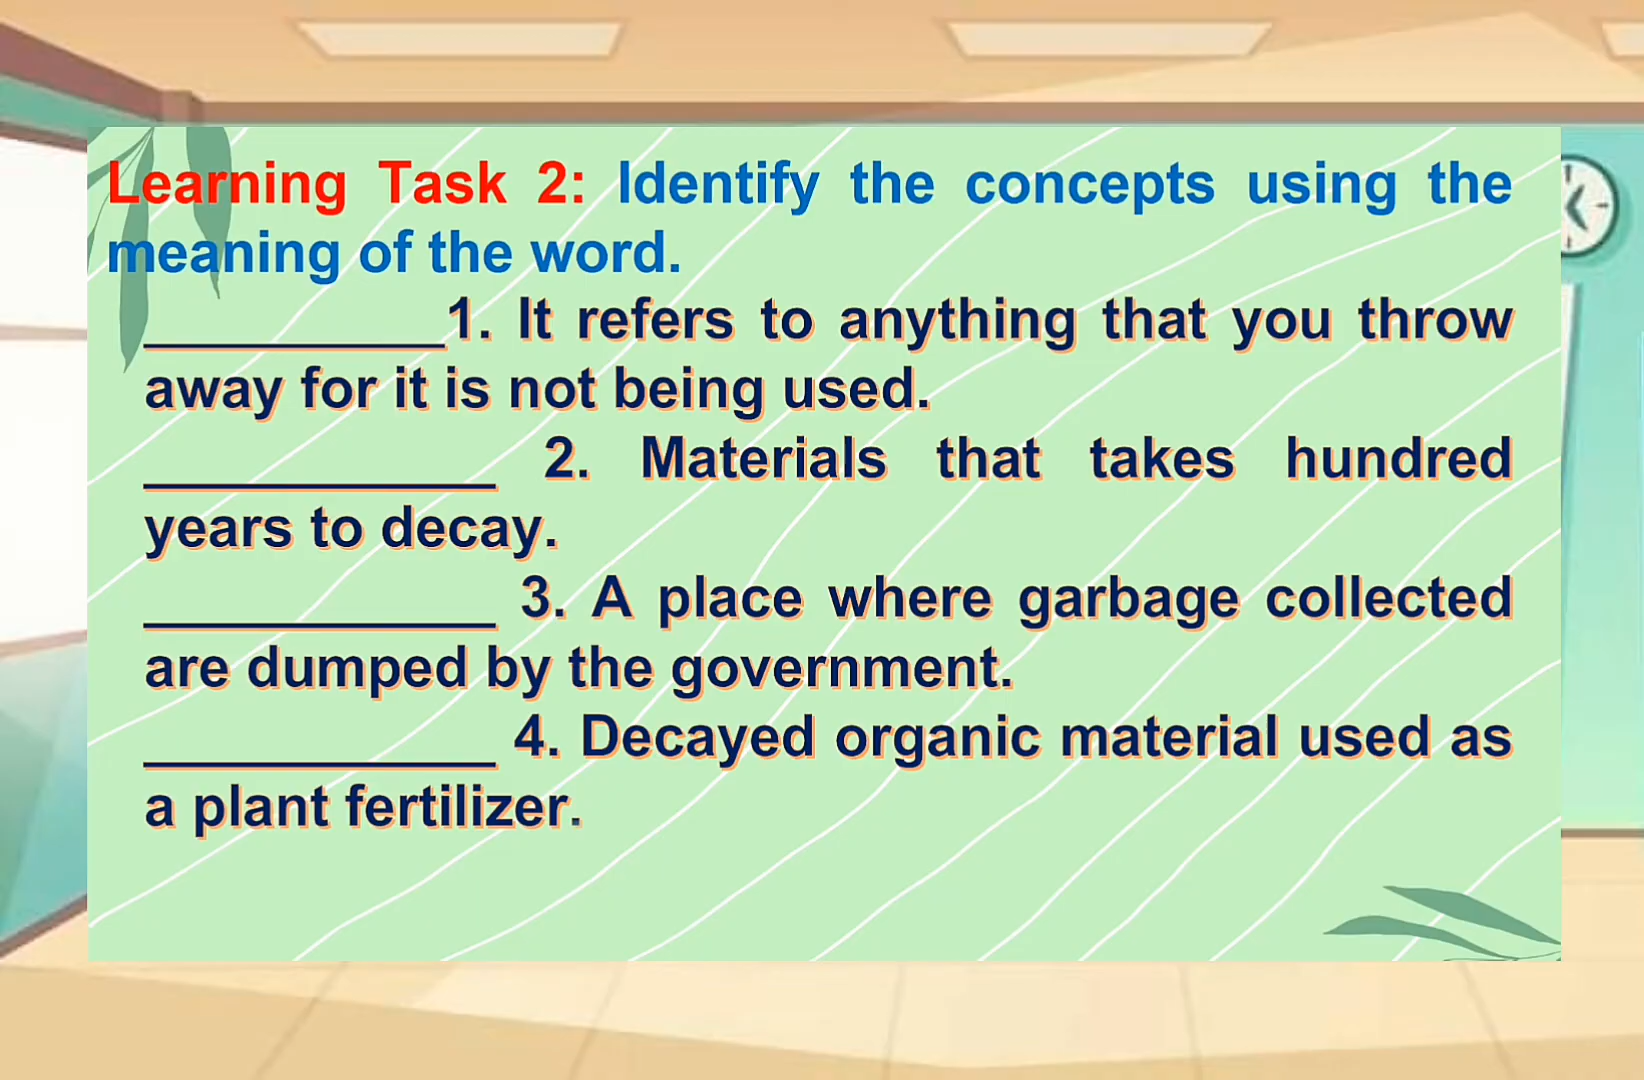 Learning Task 2: Identify the concepts using the
meaning of the word.
__________1. It refers to anything that you throw
away for it is not being used.
____________ 2. Materials that takes hundred
years to decay.
____________ 3. A place where garbage collected
are dumped by the government.
____________ 4. Decayed organic material used as
a plant fertilizer.